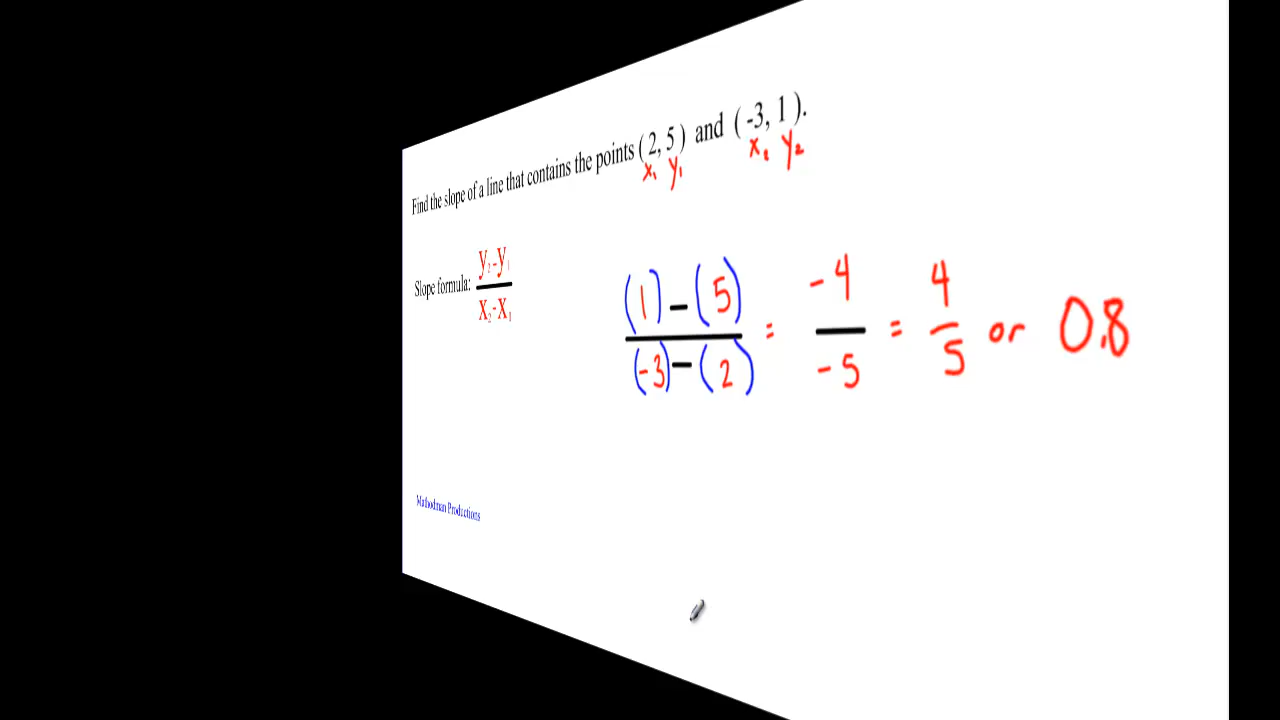 Find the slope of a line that contains the points (2, 5) and (-3, 1).
x₁ y₁ x₂ y₂
Slope formula: y₂-y₁ / x₂-x₁
(1) - (5) / (-3) - (2) = -4 / -5 = 4 / 5 or 0.8
Mathodman Productions